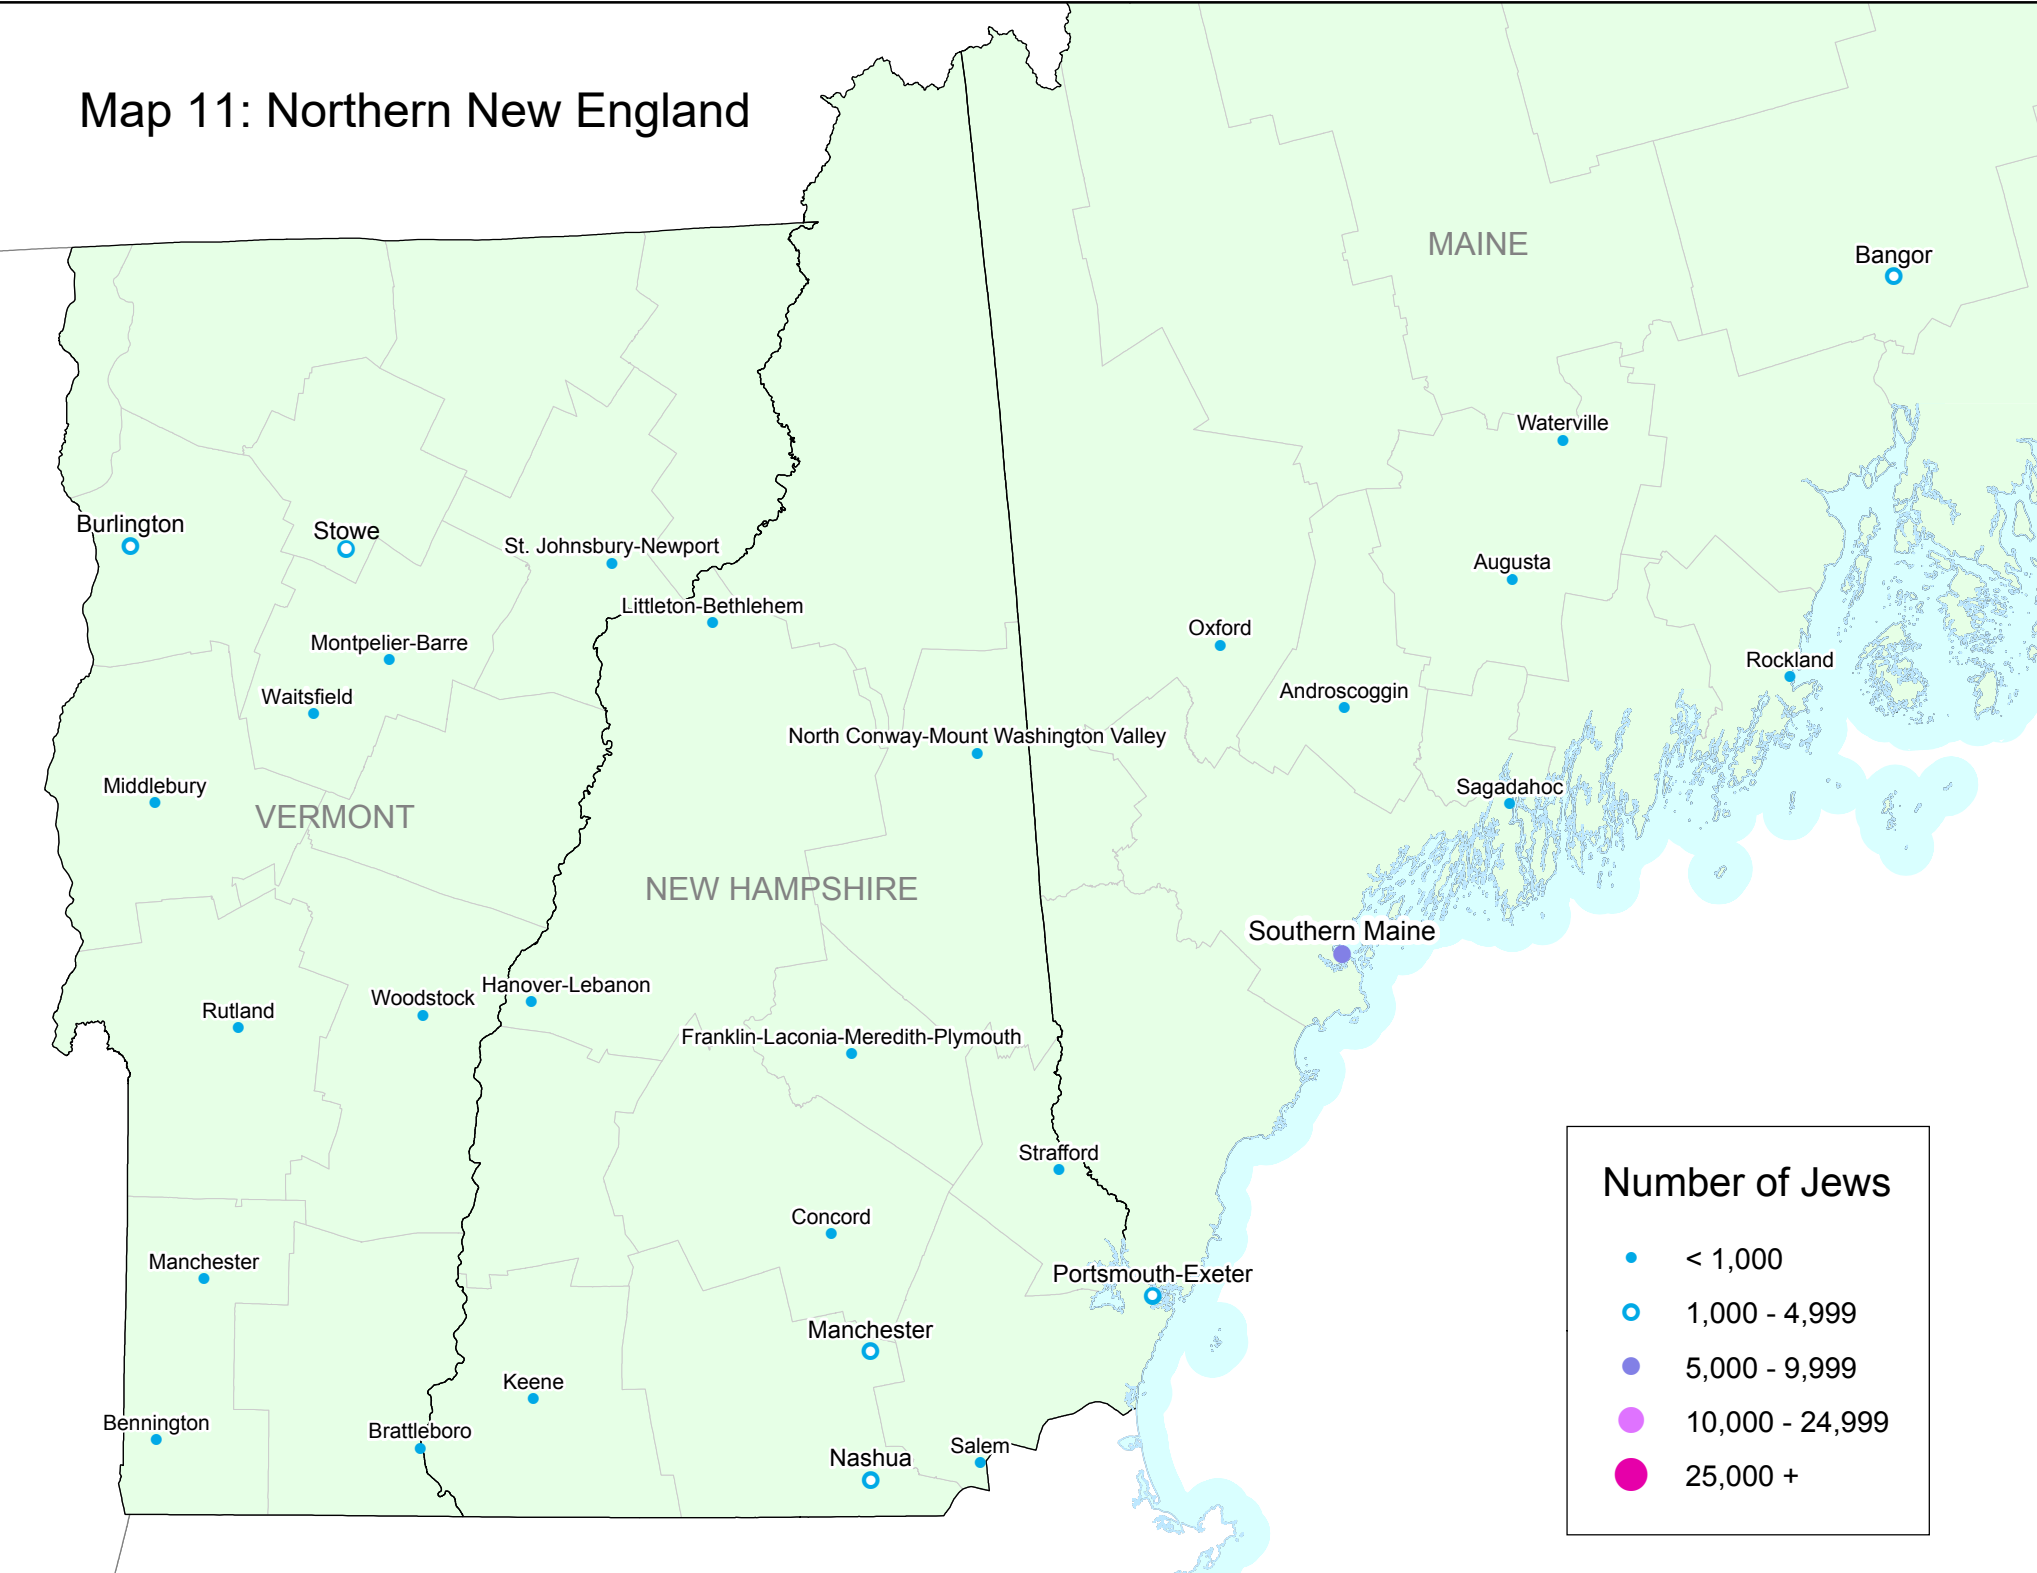 Map 11: Northern New England
MAINE
Bangor
Waterville
Burlington
Stowe
St. Johnsbury-Newport
Augusta
Littleton-Bethlehem
Oxford
Montpelier-Barre
Rockland
Androscoggin
Waitsfield
North Conway-Mount Washington Valley
Middlebury
Sagadahoc
VERMONT
NEW HAMPSHIRE
Southern Maine
Hanover-Lebanon
Woodstock
Rutland
Franklin-Laconia-Meredith-Plymouth
Strafford
Concord
Manchester
Portsmouth-Exeter
Manchester
Keene
Bennington
Brattleboro
Salem
Nashua
Number of Jews
< 1,000
1,000 - 4,999
5,000 - 9,999
10,000 - 24,999
25,000 +